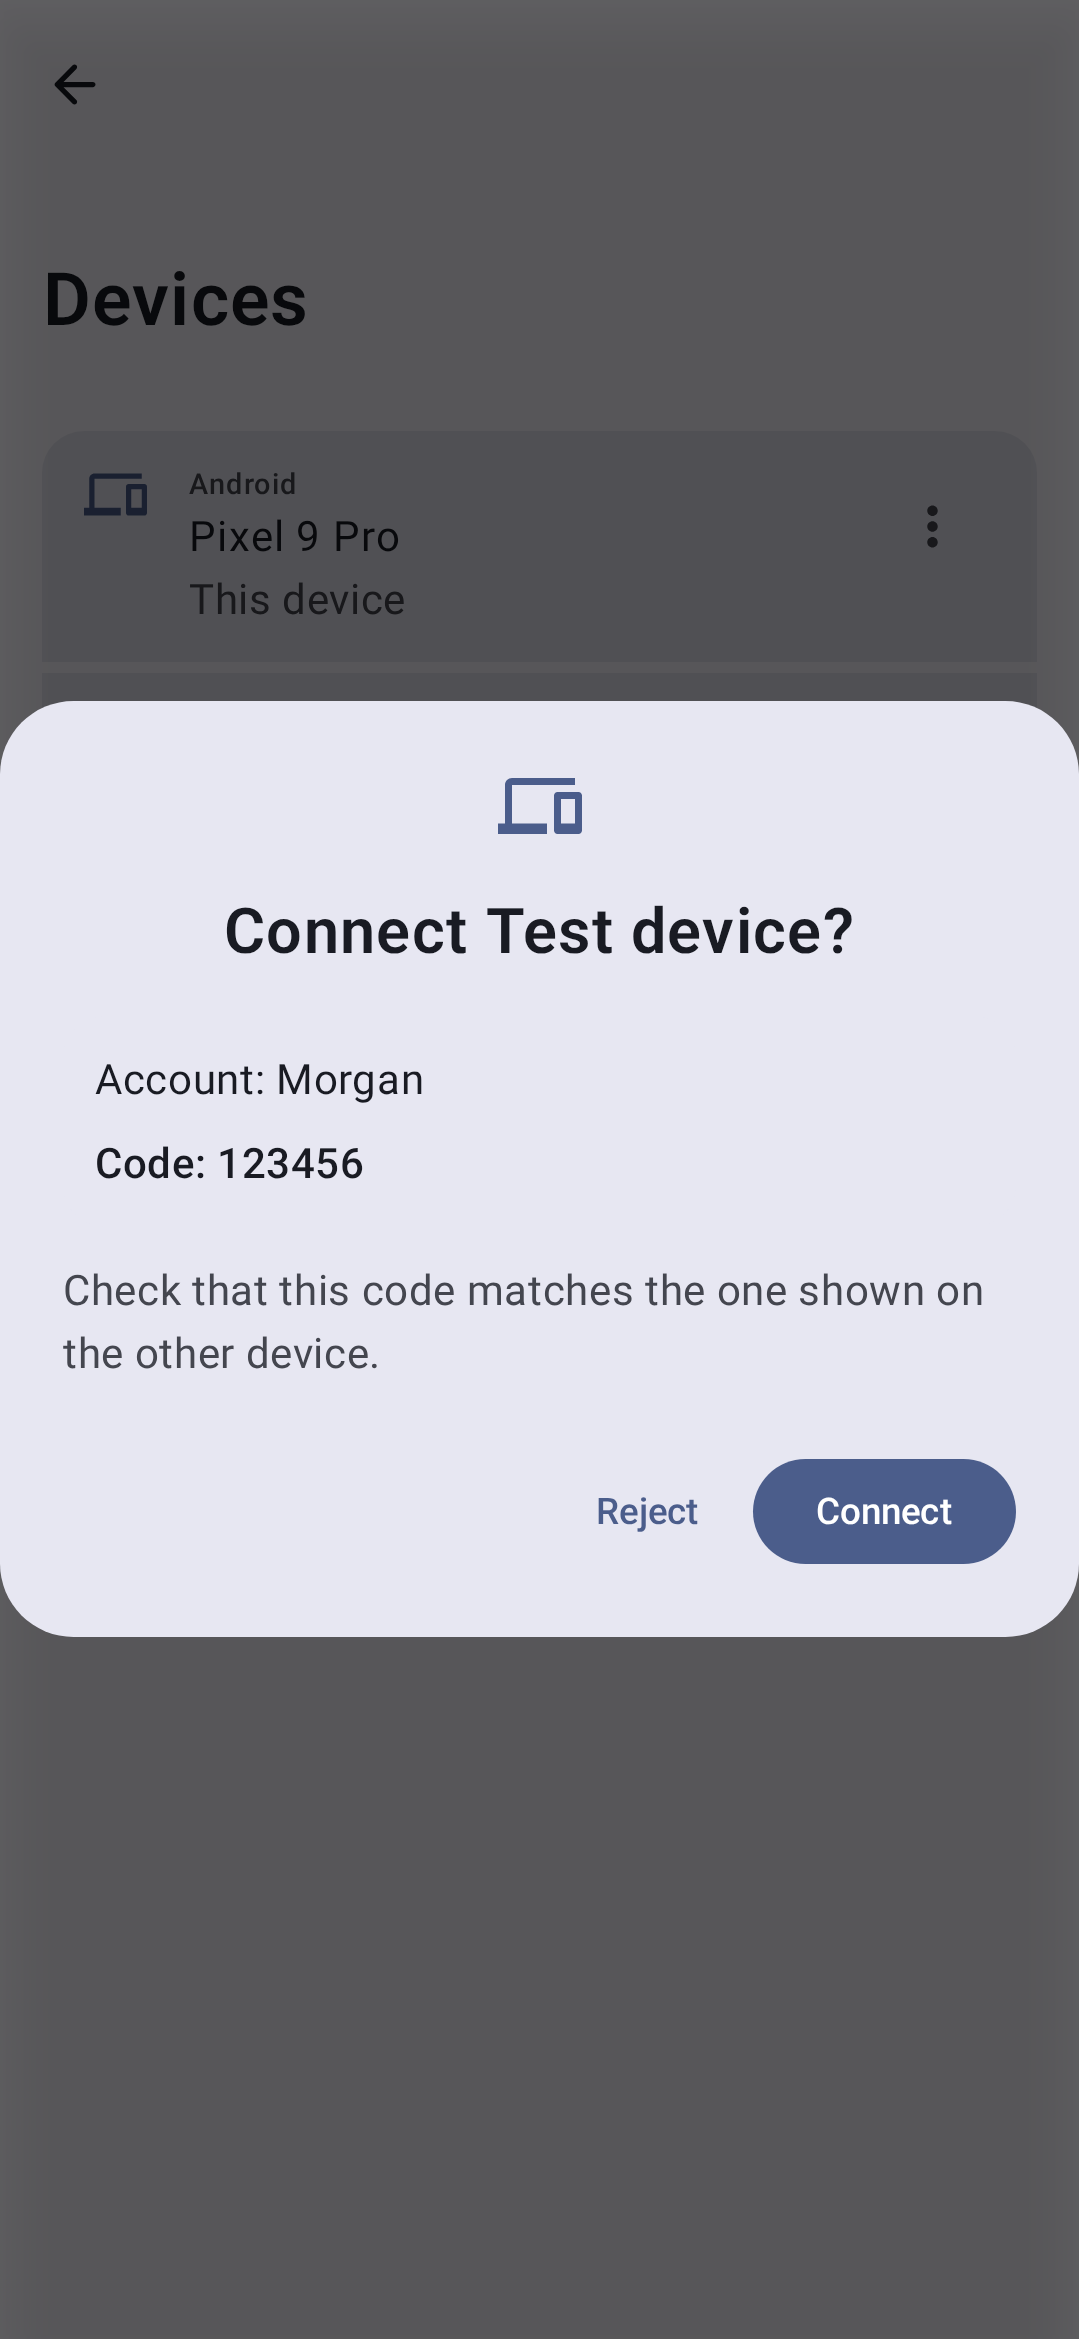 Devices
Android
Pixel 9 Pro
This device
Connect Test device?
Account: Morgan
Code: 123456
Check that this code matches the one shown on
the other device.
Reject
Connect